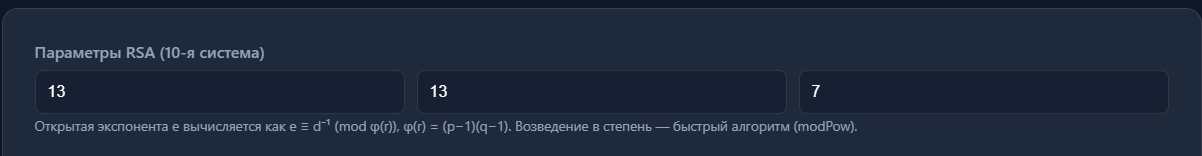 Параметры RSA (10-я система)
13 13 7
Открытая экспонента e вычисляется как e ≡ d⁻¹ (mod φ(r)), φ(r) = (p−1)(q−1). Возведение в степень — быстрый алгоритм (modPow).